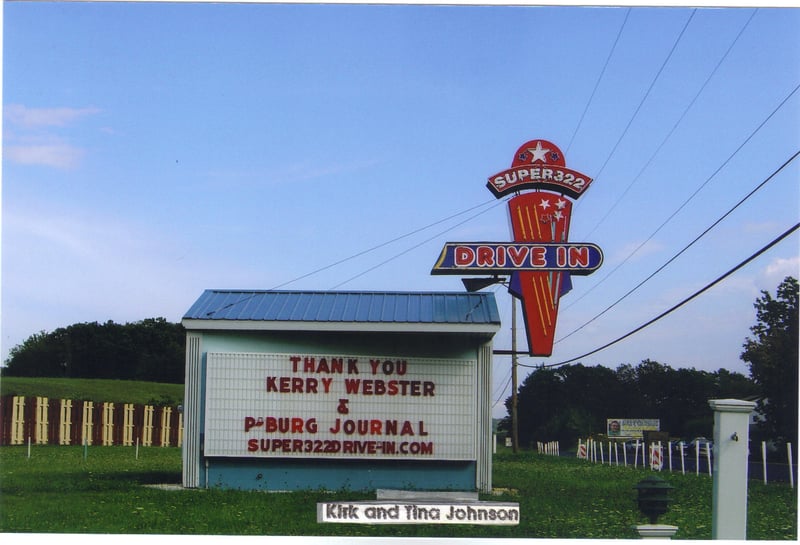 SUPER322
DRIVE IN
THANK YOU
KERRY WEBSTER
&
P-BURG JOURNAL
SUPER322DRIVE-IN.COM
Kirk and Tina Johnson